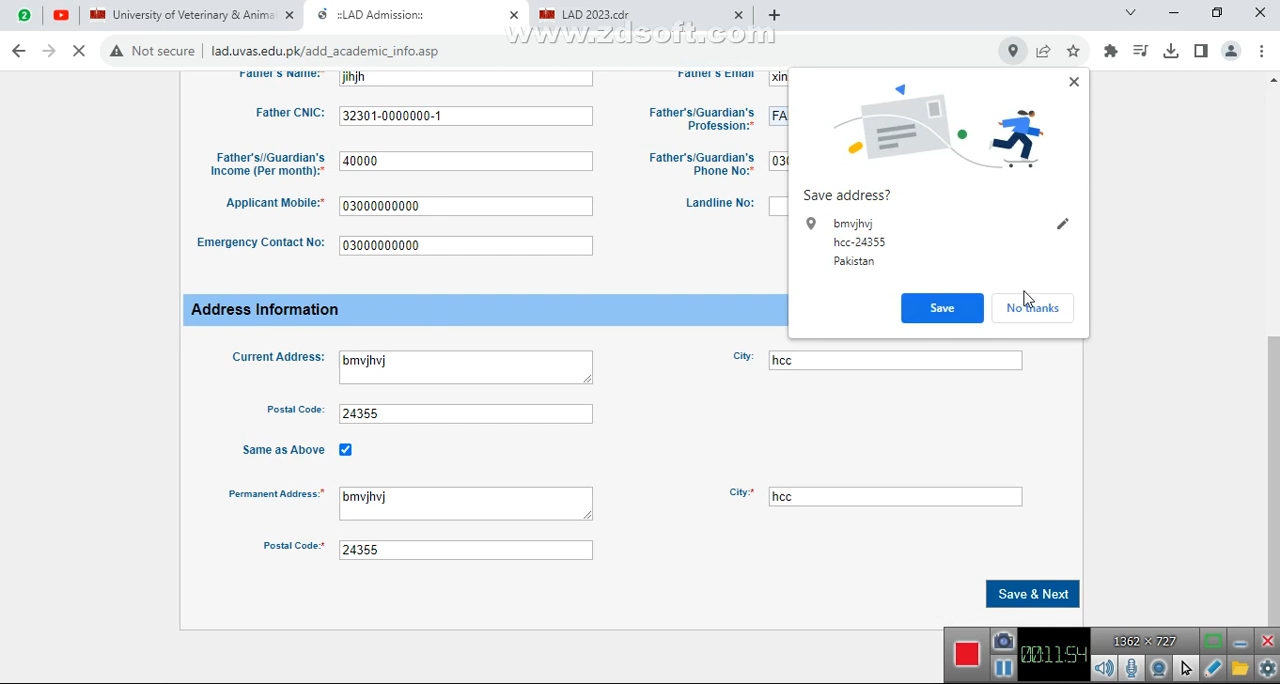 2
University of Veterinary & Anima
::LAD Admission::
LAD 2023.cdr
www.zdsoft.com
Not secure
lad.uvas.edu.pk/add_academic_info.asp
Father's Name:*
jihjh
Father's Email
xin
Father CNIC:
32301-0000000-1
Father's/Guardian's
Profession:*
FA
Father's//Guardian's
Income (Per month):*
40000
Father's/Guardian's
Phone No:*
030
Applicant Mobile:*
03000000000
Landline No:
Emergency Contact No:
03000000000
Save address?
bmvjhvj
hcc-24355
Pakistan
Save
No thanks
Address Information
Current Address:
bmvjhvj
City:
hcc
Postal Code:
24355
Same as Above
Permanent Address:*
bmvjhvj
City:*
hcc
Postal Code:*
24355
Save & Next
00:11:54
1362 × 727